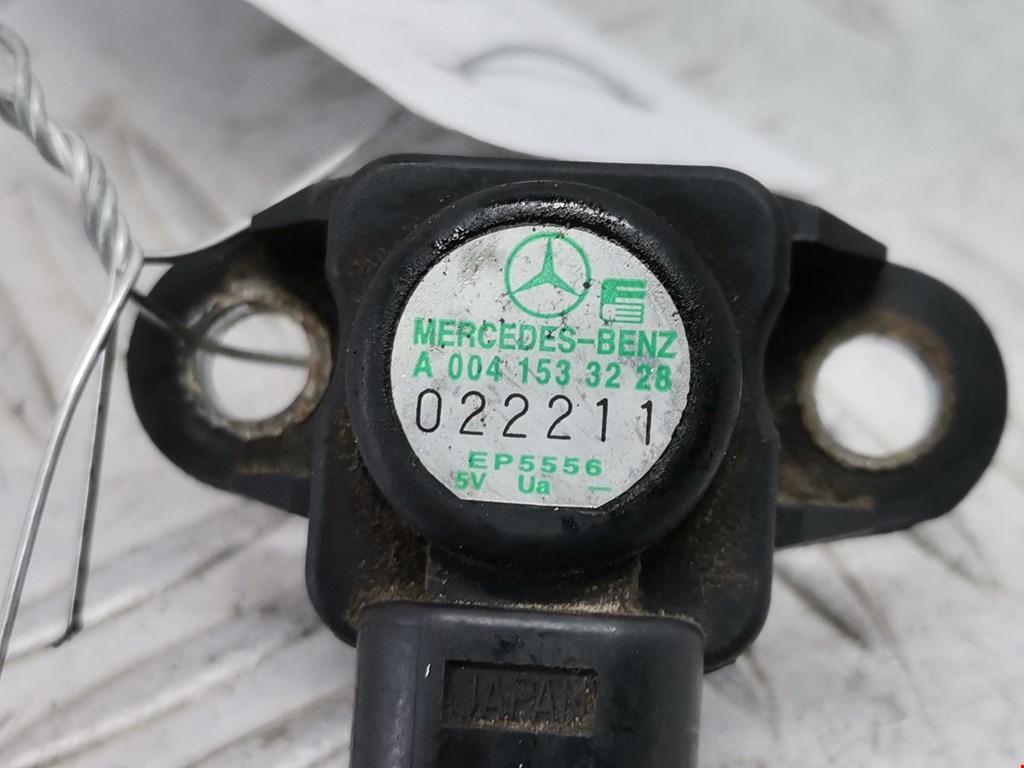 MERCEDES-BENZ
A 004 153 32 28
022211
EP5556
5V Ua —
JAPAN